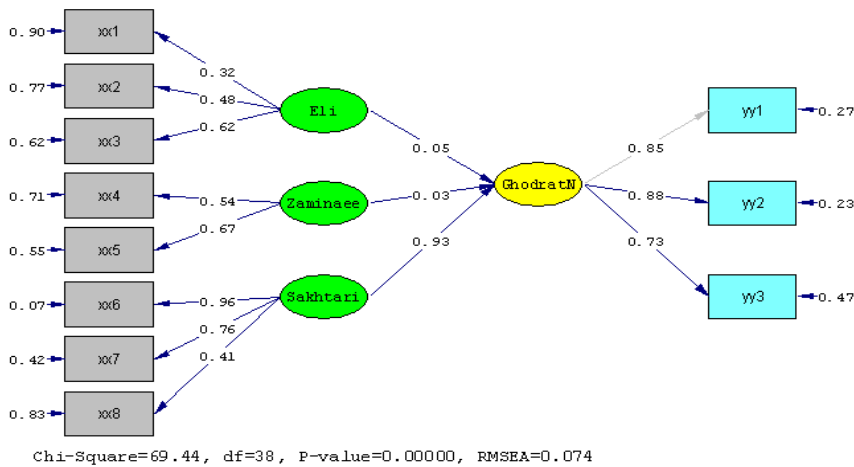 0.90 xx1
0.32
0.77 xx2
0.48
Eli
yy1 0.27
0.62 xx3
0.62
0.05
0.85
0.71 xx4
0.54
Zaminaee
0.03
GhodratN
0.88
yy2 0.23
0.67
0.55 xx5
0.93
0.73
0.07 xx6
0.96
Sakhtari
yy3 0.47
0.76
0.42 xx7
0.41
0.83 xx8
Chi-Square=69.44, df=38, P-value=0.00000, RMSEA=0.074